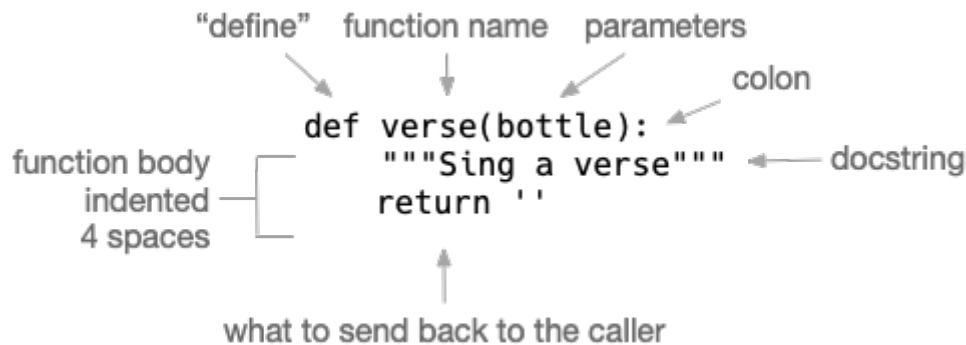 “define” function name parameters
colon
def verse(bottle):
function body """Sing a verse""" docstring
indented return ''
4 spaces
what to send back to the caller